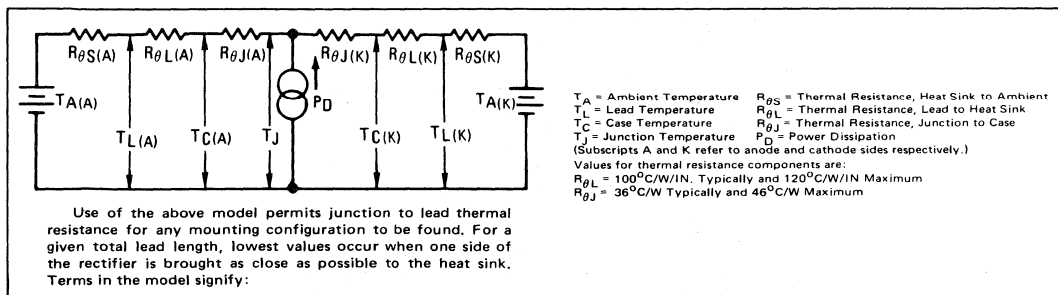 RθS(A) RθL(A) RθJ(A) RθJ(K) RθL(K) RθS(K)
TA(A) PD TA(K)
TL(A) TC(A) TJ TC(K) TL(K)
Use of the above model permits junction to lead thermal
resistance for any mounting configuration to be found. For a
given total lead length, lowest values occur when one side of
the rectifier is brought as close as possible to the heat sink.
Terms in the model signify:
TA = Ambient Temperature RθS = Thermal Resistance, Heat Sink to Ambient
TL = Lead Temperature RθL = Thermal Resistance, Lead to Heat Sink
TC = Case Temperature RθJ = Thermal Resistance, Junction to Case
TJ = Junction Temperature PD = Power Dissipation
(Subscripts A and K refer to anode and cathode sides respectively.)
Values for thermal resistance components are:
RθL = 100°C/W/IN. Typically and 120°C/W/IN Maximum
RθJ = 36°C/W Typically and 46°C/W Maximum